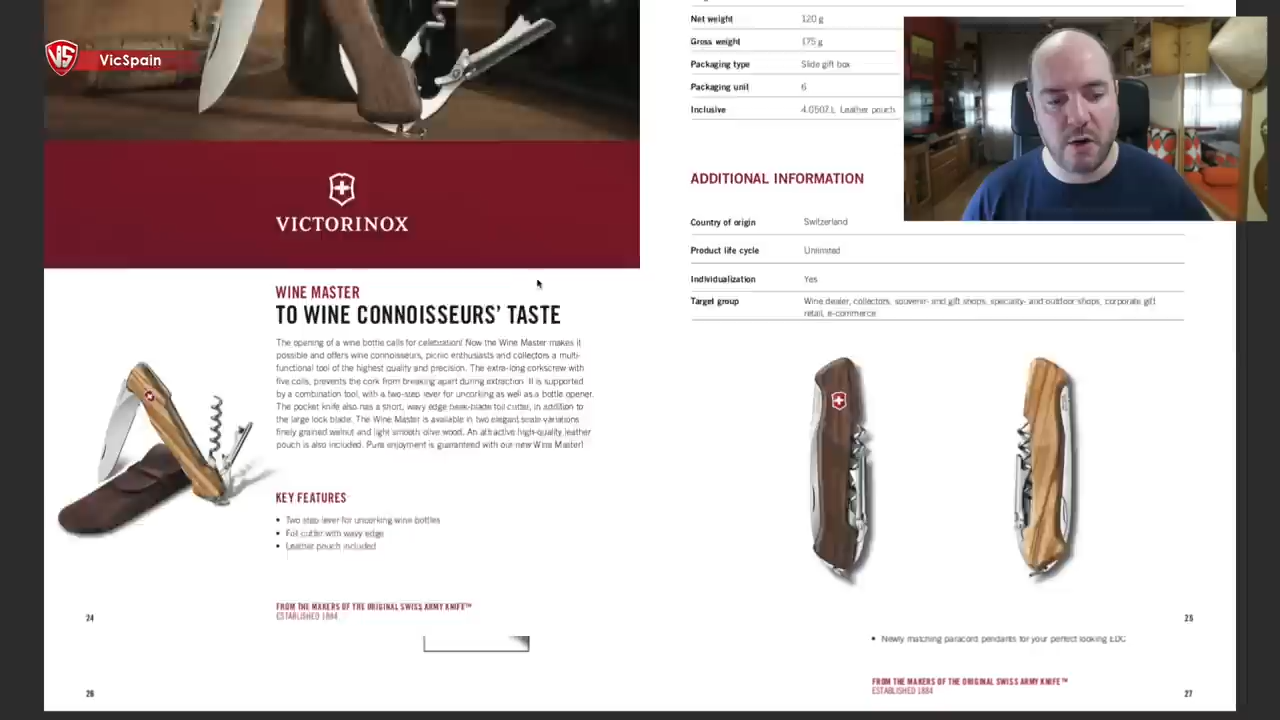 VS VicSpain
VICTORINOX
WINE MASTER
TO WINE CONNOISSEURS' TASTE
The opening of a wine bottle calls for celebration! Now the Wine Master makes it
possible and offers wine connoisseurs, picnic enthusiasts and collectors a multi-
functional tool of the highest quality and precision. The extra-long corkscrew with
five coils, prevents the cork from breaking apart during extraction. It is supported
by a combination tool, with a two-step lever for uncorking as well as a bottle opener.
The pocket knife also has a short, wavy edge beak-blade foil cutter, in addition to
the large lock blade. The Wine Master is available in two elegant scale variations
finely grained walnut and light smooth olive wood. An attractive high-quality leather
pouch is also included. Pure enjoyment is guaranteed with our new Wine Master!
KEY FEATURES
• Two step lever for uncorking wine bottles
• Foil cutter with wavy edge
• Leather pouch included
FROM THE MAKERS OF THE ORIGINAL SWISS ARMY KNIFE™
ESTABLISHED 1884
24
26
Net weight 120 g
Gross weight 175 g
Packaging type Slide gift box
Packaging unit 6
Inclusive 4.0507.L Leather pouch
ADDITIONAL INFORMATION
Country of origin Switzerland
Product life cycle Unlimited
Individualization Yes
Target group Wine dealer, collectors, souvenir- and gift shops, specialty- and outdoor shops, corporate gift
retail, e-commerce
25
• Newly matching paracord pendants for your perfect looking EDC
FROM THE MAKERS OF THE ORIGINAL SWISS ARMY KNIFE™
ESTABLISHED 1884
27